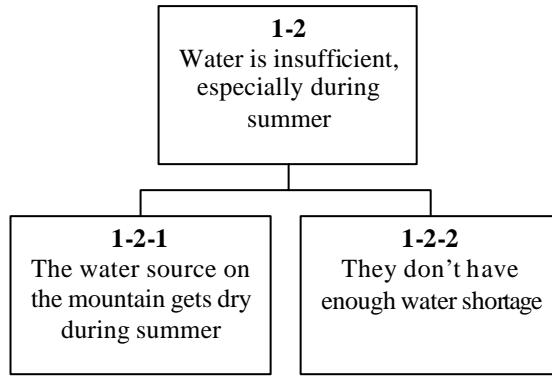 1-2
Water is insufficient,
especially during
summer
1-2-1
The water source on
the mountain gets dry
during summer
1-2-2
They don't have
enough water shortage